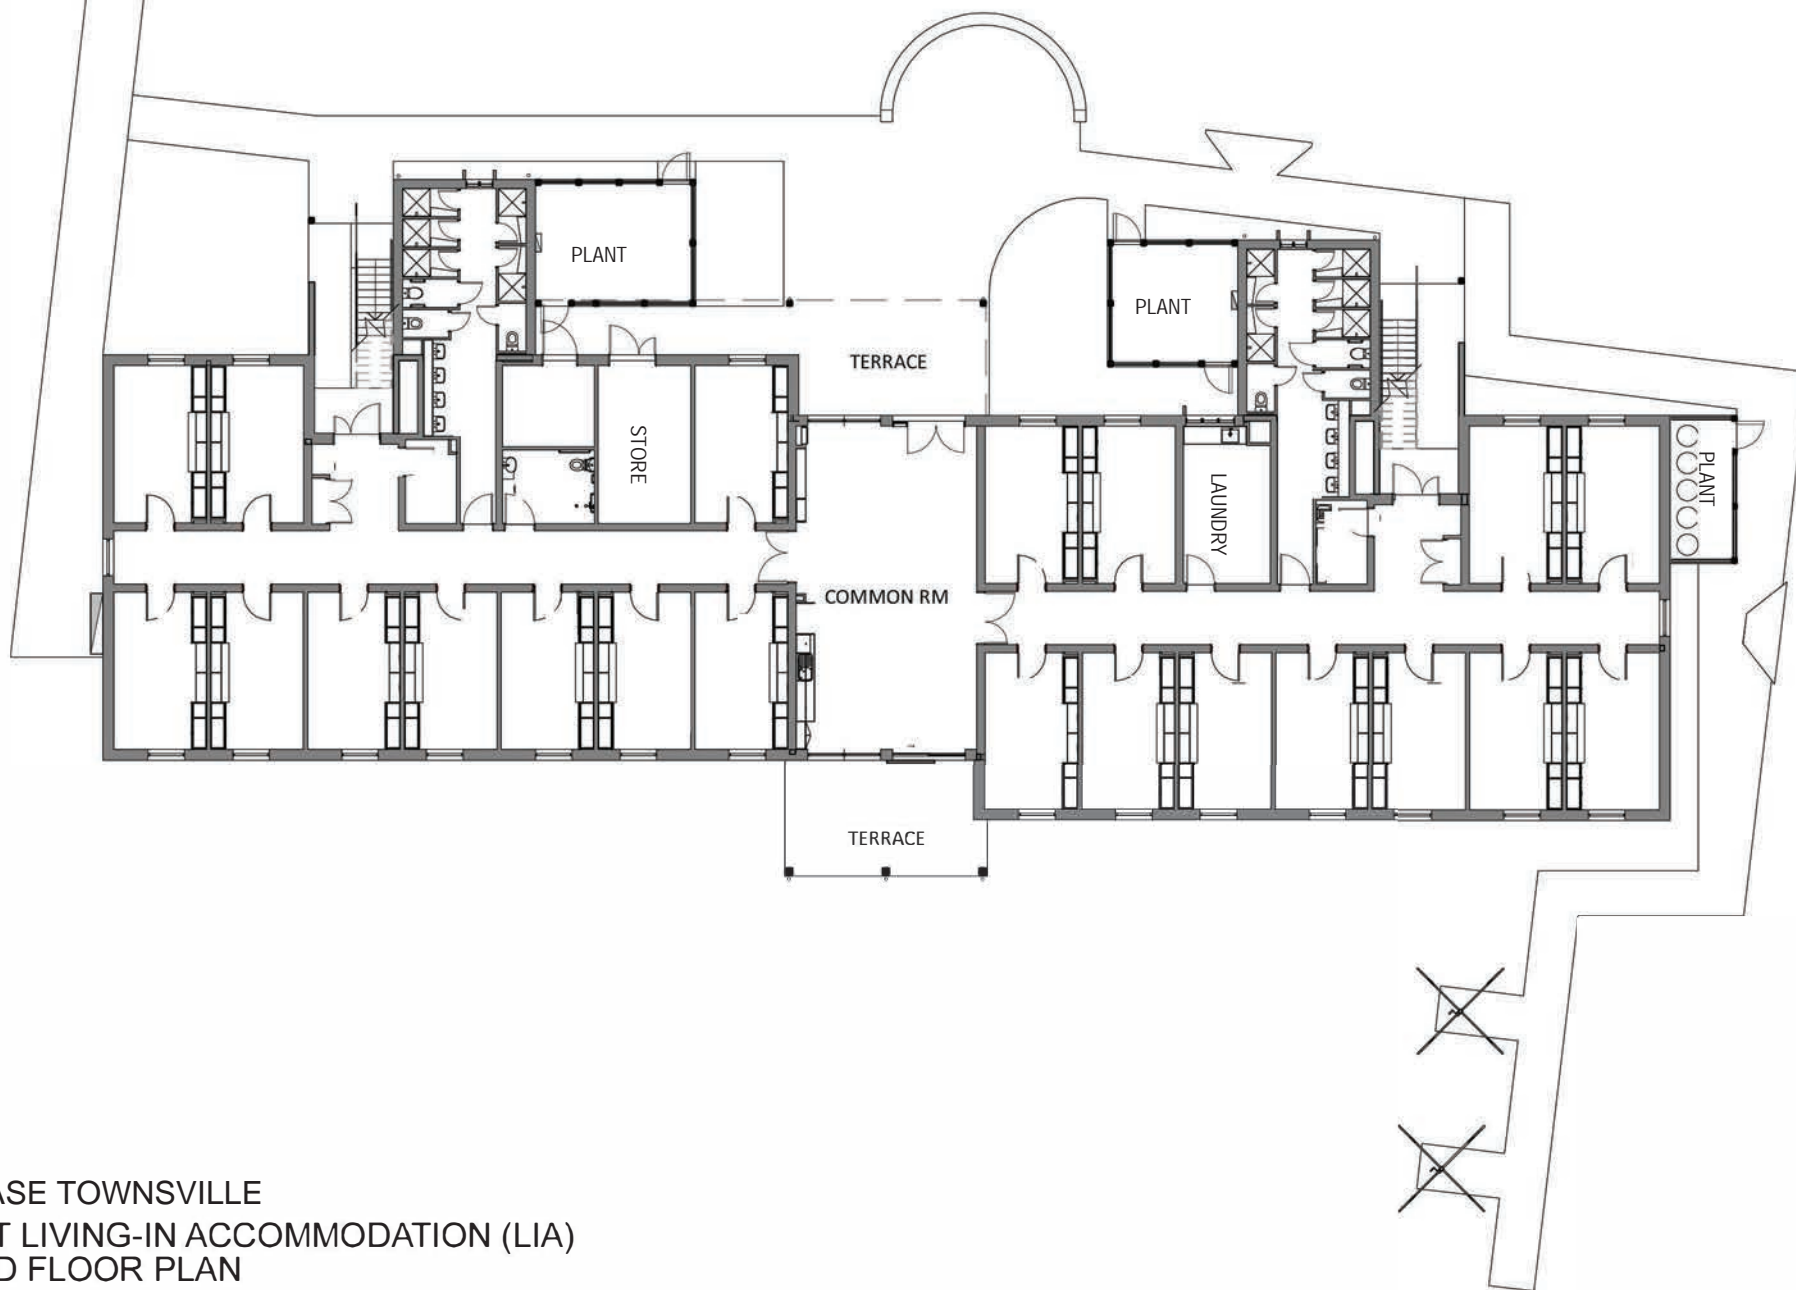 PLANT
PLANT
TERRACE
STORE
LAUNDRY
PLANT
COMMON RM
TERRACE
ASE TOWNSVILLE
T LIVING-IN ACCOMMODATION (LIA)
D FLOOR PLAN